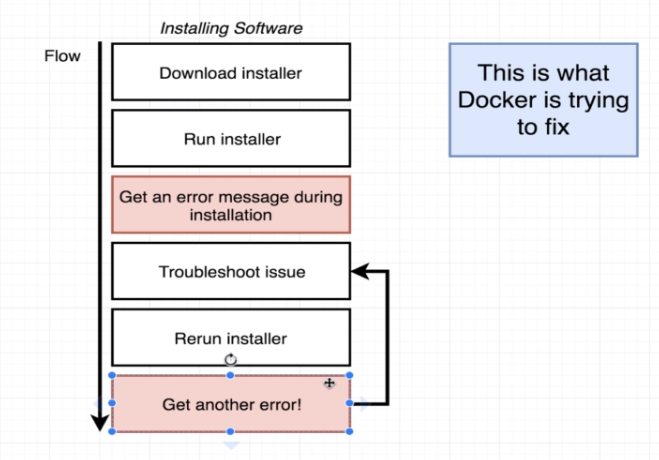 Installing Software
Flow
Download installer
Run installer
Get an error message during
installation
Troubleshoot issue
Rerun installer
Get another error!
This is what
Docker is trying
to fix